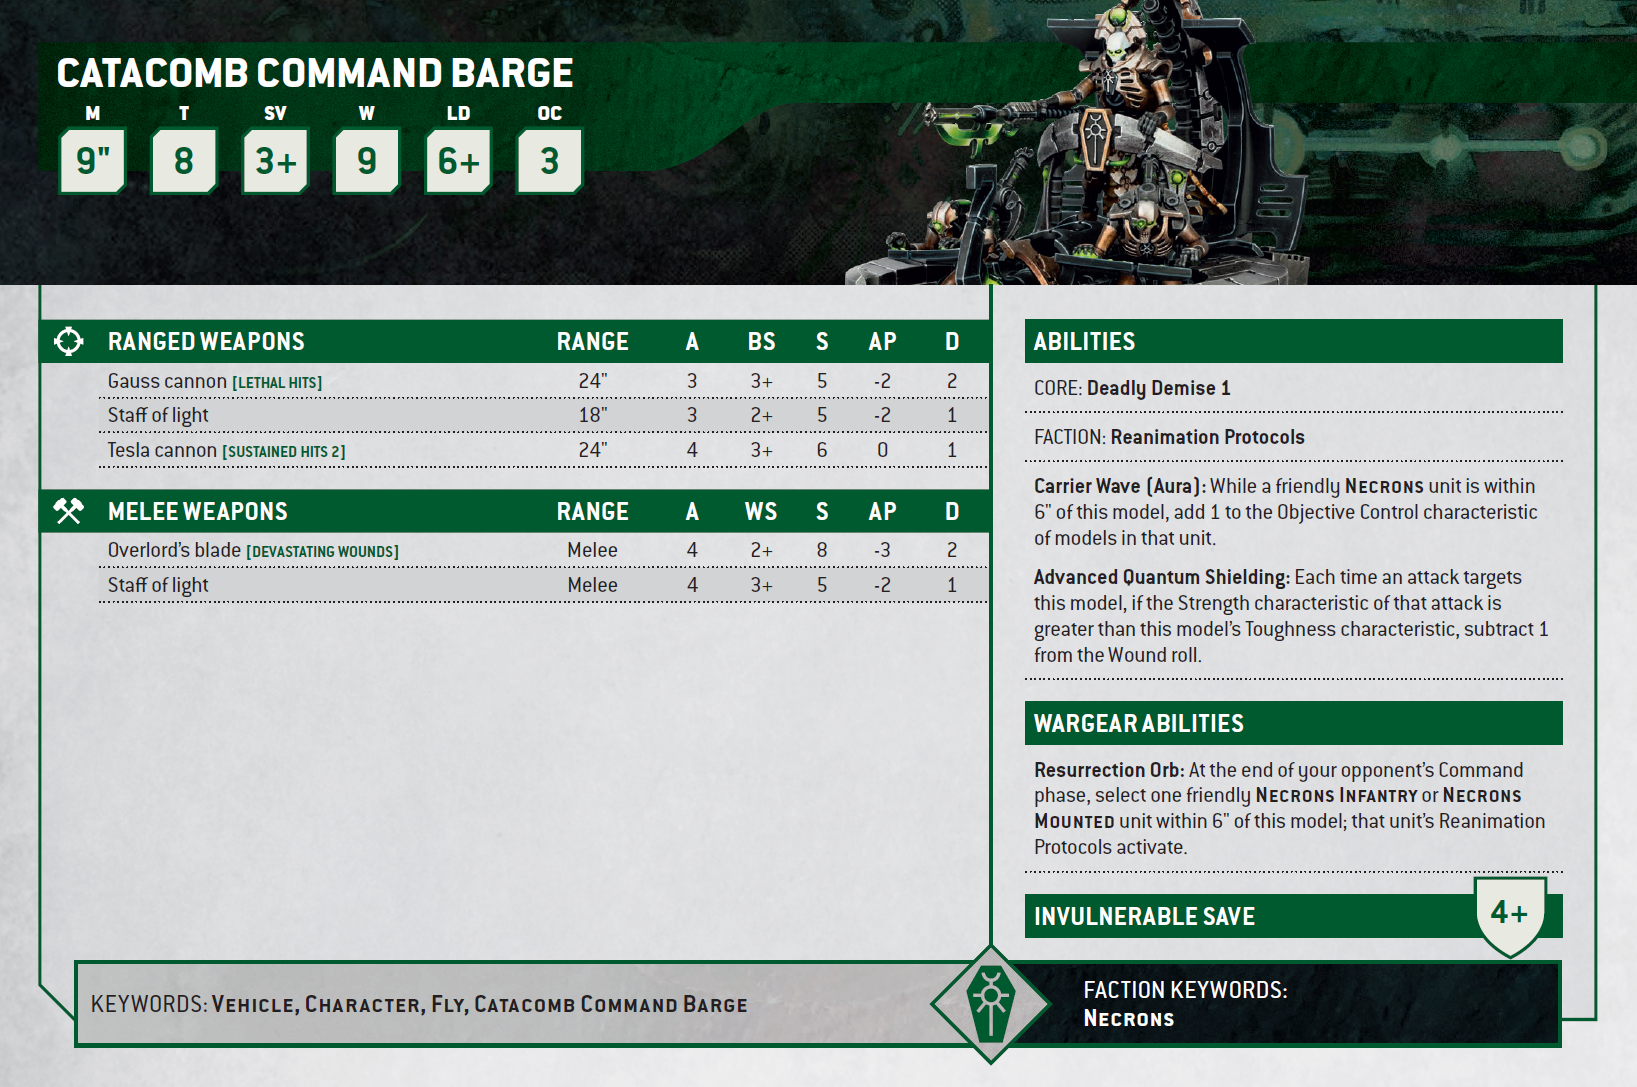 CATACOMB COMMAND BARGE
M T SV W LD OC
9" 8 3+ 9 6+ 3
RANGED WEAPONS RANGE A BS S AP D
Gauss cannon [LETHAL HITS] 24" 3 3+ 5 -2 2
Staff of light 18" 3 2+ 5 -2 1
Tesla cannon [SUSTAINED HITS 2] 24" 4 3+ 6 0 1
MELEE WEAPONS RANGE A WS S AP D
Overlord's blade [DEVASTATING WOUNDS] Melee 4 2+ 8 -3 2
Staff of light Melee 4 3+ 5 -2 1
ABILITIES
CORE: Deadly Demise 1
FACTION: Reanimation Protocols
Carrier Wave (Aura): While a friendly NECRONS unit is within
6" of this model, add 1 to the Objective Control characteristic
of models in that unit.
Advanced Quantum Shielding: Each time an attack targets
this model, if the Strength characteristic of that attack is
greater than this model's Toughness characteristic, subtract 1
from the Wound roll.
WARGEAR ABILITIES
Resurrection Orb: At the end of your opponent's Command
phase, select one friendly NECRONS INFANTRY or NECRONS
MOUNTED unit within 6" of this model; that unit's Reanimation
Protocols activate.
INVULNERABLE SAVE 4+
KEYWORDS: VEHICLE, CHARACTER, FLY, CATACOMB COMMAND BARGE
FACTION KEYWORDS:
NECRONS